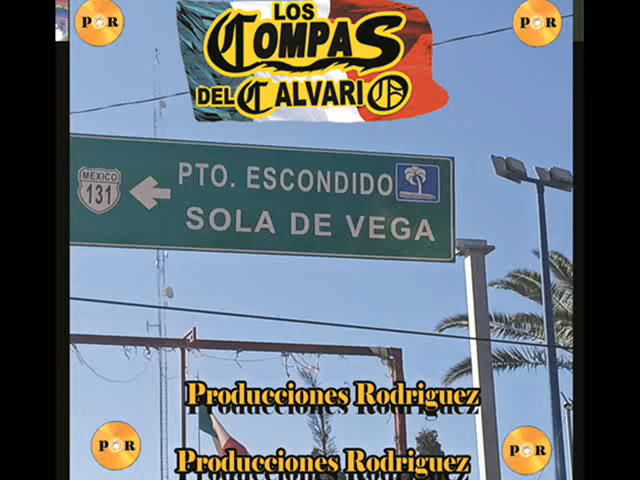 P R
P R
LOS
COMPAS
DEL CALVARIO
PTO. ESCONDIDO
MEXICO
131
SOLA DE VEGA
Producciones Rodriguez
P R
P R
Producciones Rodriguez